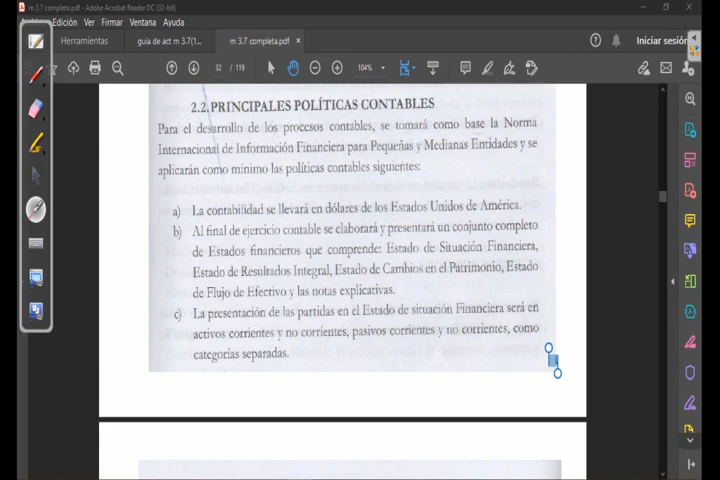 m 3.7 completa.pdf - Adobe Acrobat Reader DC (32-bit)
Edición Ver Firmar Ventana Ayuda
Herramientas guia de act m 3.7(1... m 3.7 completa.pdf × Iniciar sesión
32 / 119 104%
2.2. PRINCIPALES POLÍTICAS CONTABLES
Para el desarrollo de los procesos contables, se tomará como base la Norma
Internacional de Información Financiera para Pequeñas y Medianas Entidades y se
aplicarán como mínimo las políticas contables siguientes:
a) La contabilidad se llevará en dólares de los Estados Unidos de América.
b) Al final de ejercicio contable se elaborará y presentará un conjunto completo
de Estados financieros que comprende: Estado de Situación Financiera,
Estado de Resultados Integral, Estado de Cambios en el Patrimonio, Estado
de Flujo de Efectivo y las notas explicativas.
c) La presentación de las partidas en el Estado de situación Financiera será en
activos corrientes y no corrientes, pasivos corrientes y no corrientes, como
categorías separadas.